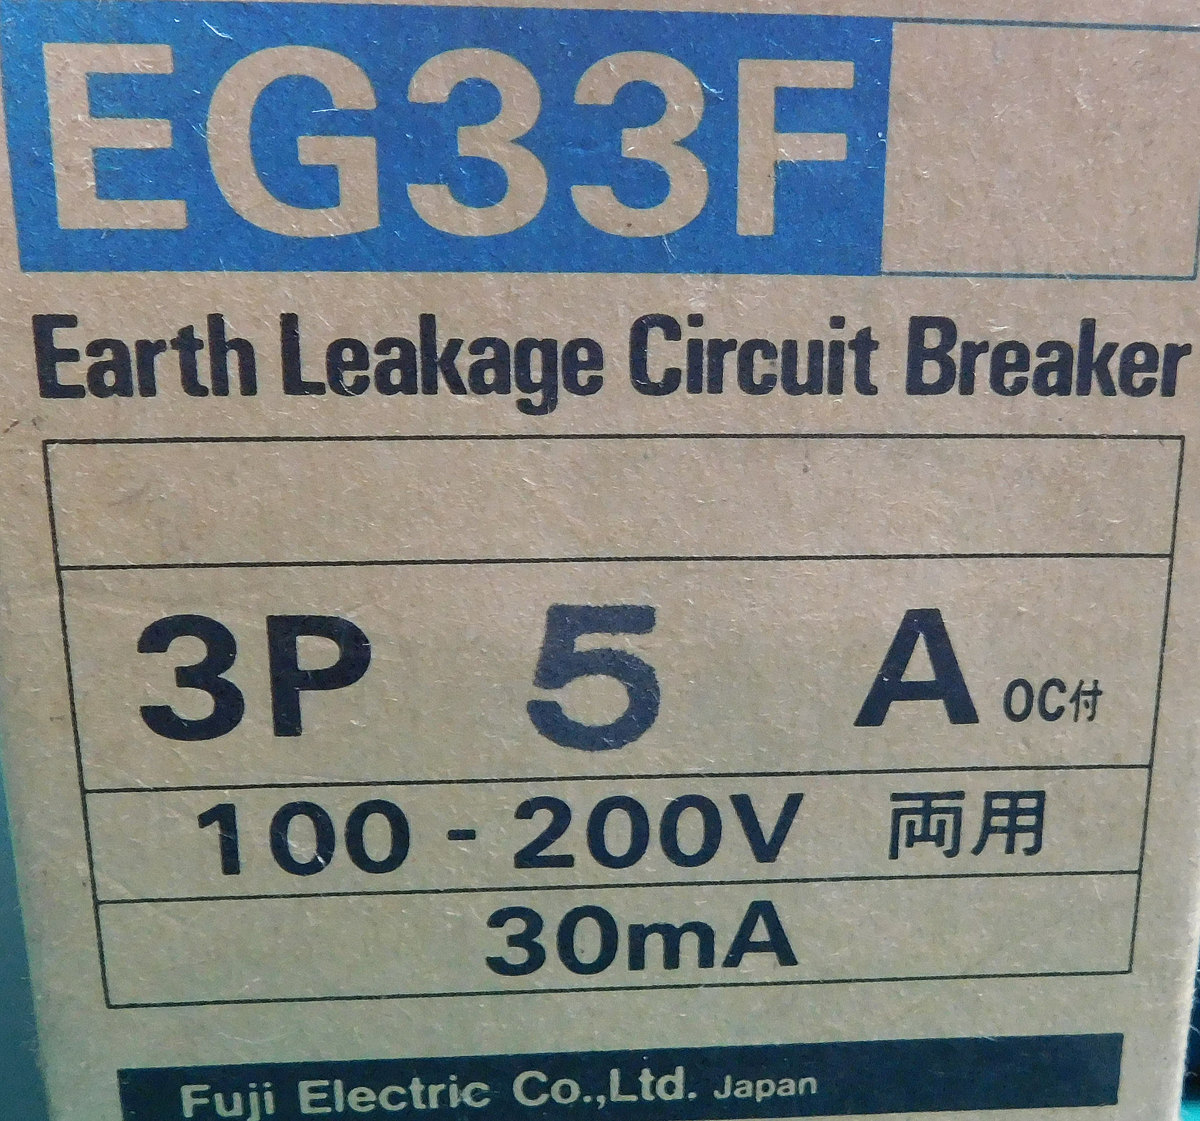 EG33F
Earth Leakage Circuit Breaker
3P 5 A OC付
100-200V 両用
30mA
Fuji Electric Co.,Ltd. Japan